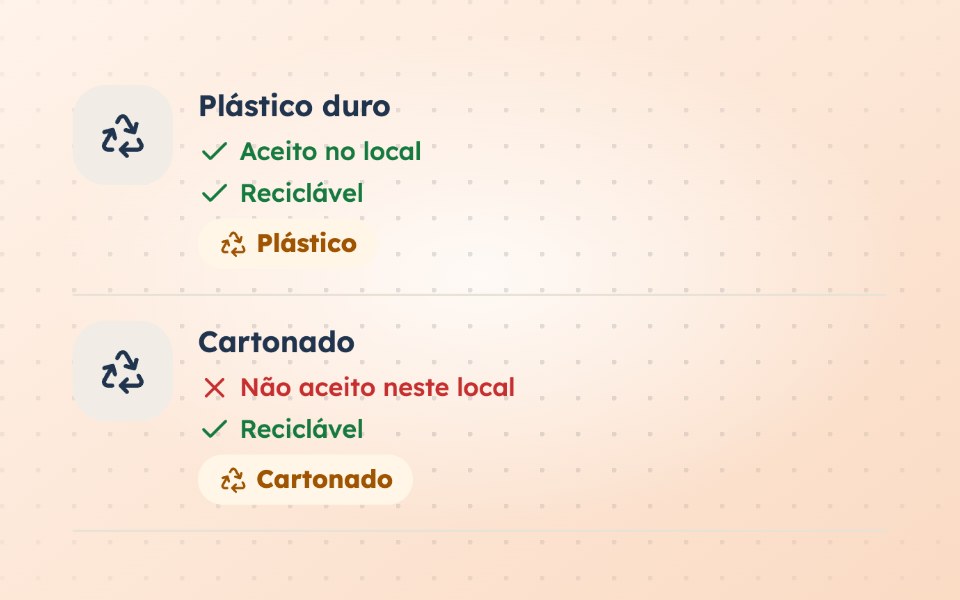 Plástico duro
Aceito no local
Reciclável
Plástico
Cartonado
Não aceito neste local
Reciclável
Cartonado